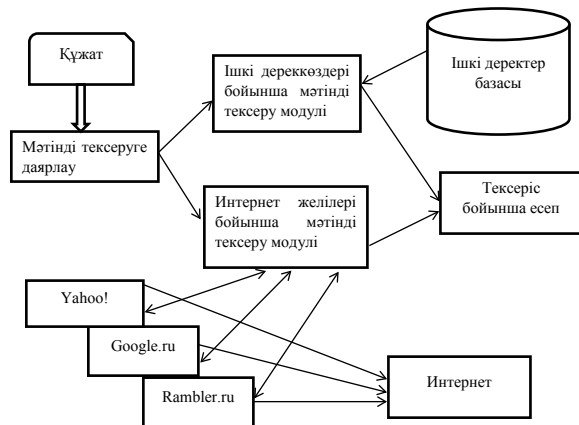 Құжат
Мәтінді тексеруге
даярлау
Ішкі дереккөздері
бойынша мәтінді
тексеру модулі
Ішкі деректер
базасы
Интернет желілері
бойынша мәтінді
тексеру модулі
Тексеріс
бойынша есеп
Yahoo!
Google.ru
Rambler.ru
Интернет